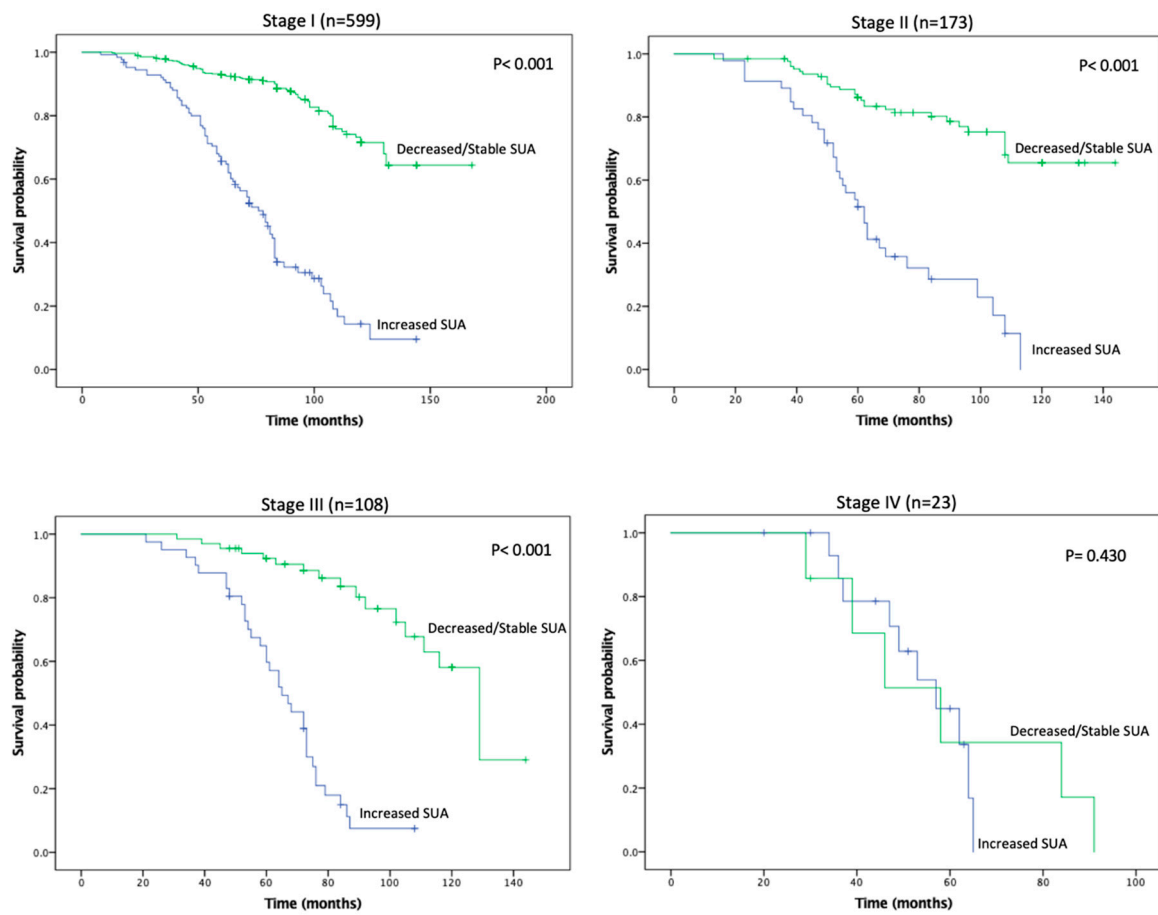 Stage I (n=599)
1.0
0.8
0.6
0.4
0.2
0.0
Survival probability
P< 0.001
Decreased/Stable SUA
Increased SUA
0 50 100 150 200
Time (months)
Stage II (n=173)
1.0
0.8
0.6
0.4
0.2
0.0
Survival probability
P< 0.001
Decreased/Stable SUA
Increased SUA
0 20 40 60 80 100 120 140
Time (months)
Stage III (n=108)
1.0
0.8
0.6
0.4
0.2
0.0
Survival probability
P< 0.001
Decreased/Stable SUA
Increased SUA
0 20 40 60 80 100 120 140
Time (months)
Stage IV (n=23)
1.0
0.8
0.6
0.4
0.2
0.0
Survival probability
P= 0.430
Decreased/Stable SUA
Increased SUA
0 20 40 60 80 100
Time (months)